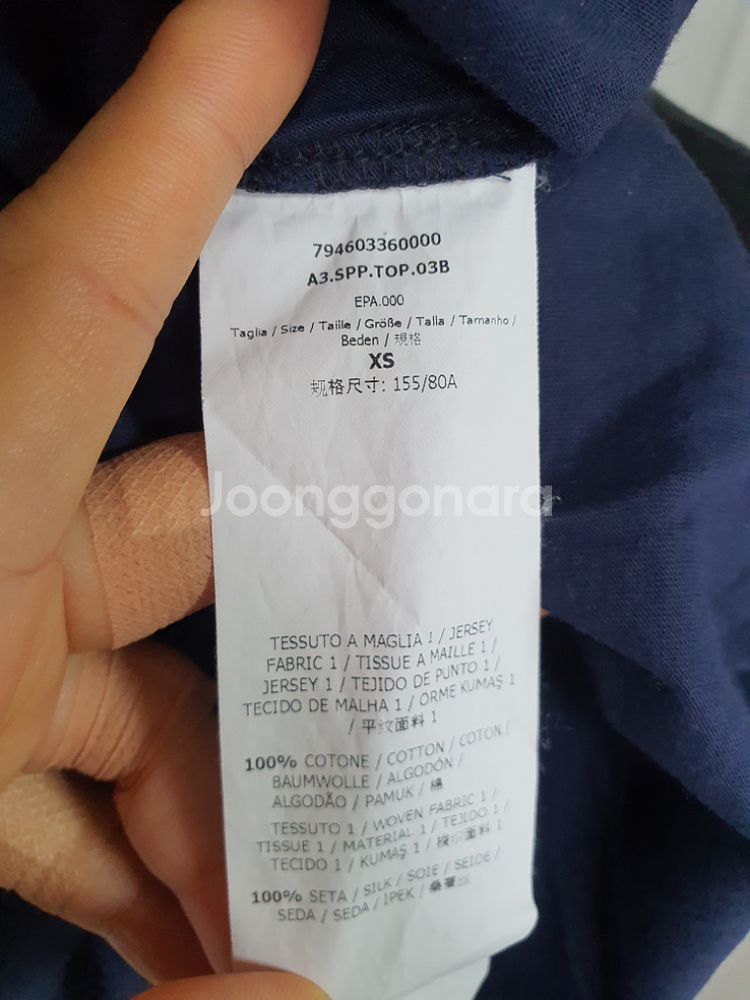 794603360000
A3.SPP.TOP.03B
EPA.000
Taglia / Size / Taille / Größe / Talla / Tamanho /
Beden / 規格
XS
规格尺寸: 155/80A
Joonggonara
TESSUTO A MAGLIA 1 / JERSEY
FABRIC 1 / TISSUE A MAILLE 1 /
JERSEY 1 / TEJIDO DE PUNTO 1 /
TECIDO DE MALHA 1 / ORME KUMAŞ 1
/ 平纹面料 1
100% COTONE / COTTON / COTON /
BAUMWOLLE / ALGODÓN /
ALGODÃO / PAMUK / 棉
TESSUTO 1 / WOVEN FABRIC 1 /
TISSUE 1 / MATERIAL 1 / TEJIDO 1 /
TECIDO 1 / KUMAŞ 1 / 梭织面料 1
100% SETA / SILK / SOIE / SEIDE /
SEDA / SEDA / IPEK / 桑蚕丝